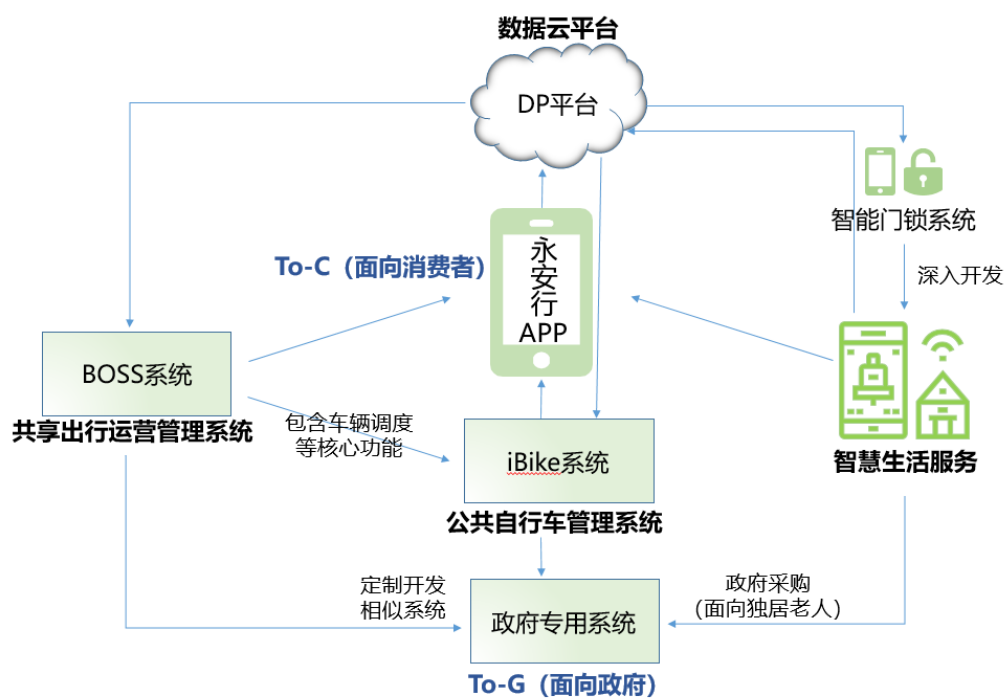 数据云平台
DP平台
智能门锁系统
To-C（面向消费者）
永
安
行
APP
深入开发
BOSS系统
共享出行运营管理系统
包含车辆调度
等核心功能
iBike系统
公共自行车管理系统
智慧生活服务
定制开发
相似系统
政府专用系统
政府采购
（面向独居老人）
To-G（面向政府）